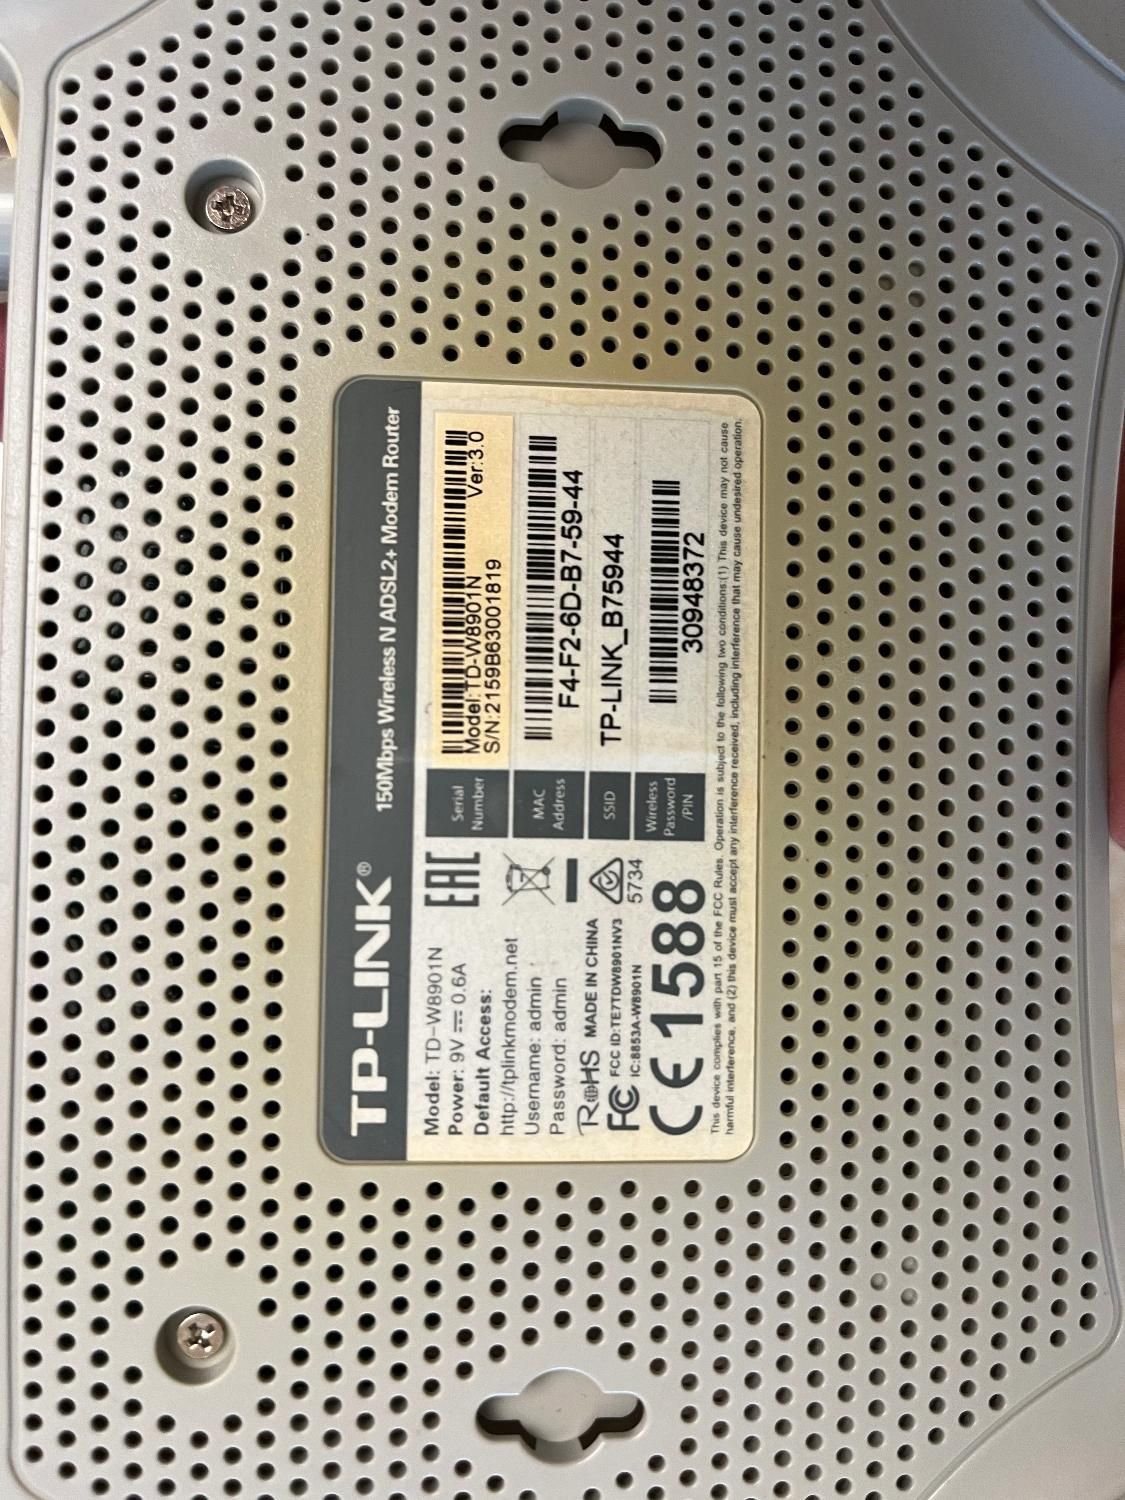 TP-LINK® 150Mbps Wireless N ADSL2+ Modem Router
Model: TD-W8901N
Power: 9V ⎓ 0.6A
Default Access:
http://tplinkmodem.net
Username: admin
Password: admin
RoHS MADE IN CHINA
FC FCC ID:TE7TDW8901NV3
IC:8853A-W8901N
CE 1588
EAC
5734
Serial Number
Model:TD-W8901N Ver:3.0
S/N:2159B63001819
MAC Address
F4-F2-6D-B7-59-44
SSID
TP-LINK_B75944
Wireless Password /PIN
30948372
This device complies with part 15 of the FCC Rules. Operation is subject to the following two conditions:(1) This device may not cause
harmful interference, and (2) this device must accept any interference received, including interference that may cause undesired operation.